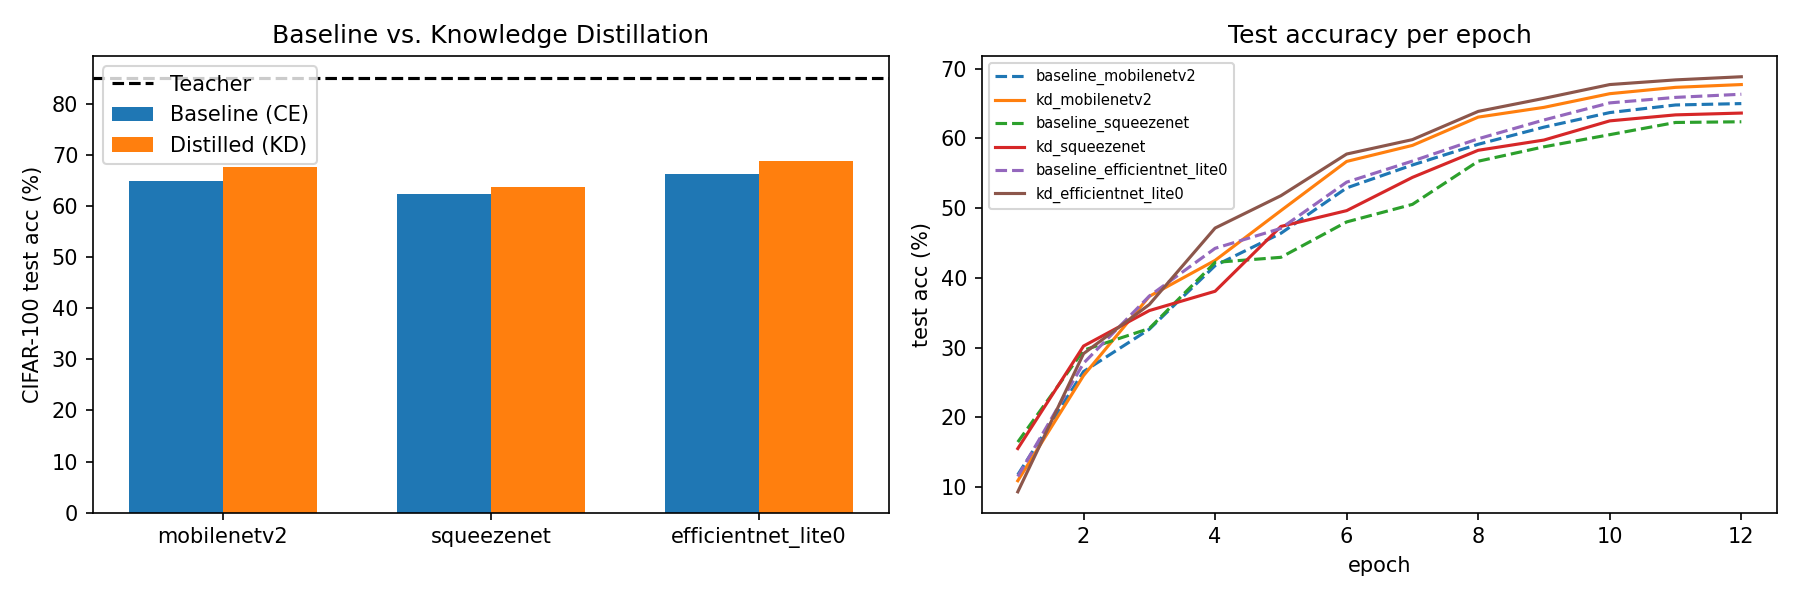 Baseline vs. Knowledge Distillation
CIFAR-100 test acc (%)
80
70
60
50
40
30
20
10
0
Teacher
Baseline (CE)
Distilled (KD)
mobilenetv2
squeezenet
efficientnet_lite0
Test accuracy per epoch
test acc (%)
70
60
50
40
30
20
10
baseline_mobilenetv2
kd_mobilenetv2
baseline_squeezenet
kd_squeezenet
baseline_efficientnet_lite0
kd_efficientnet_lite0
2
4
6
8
10
12
epoch